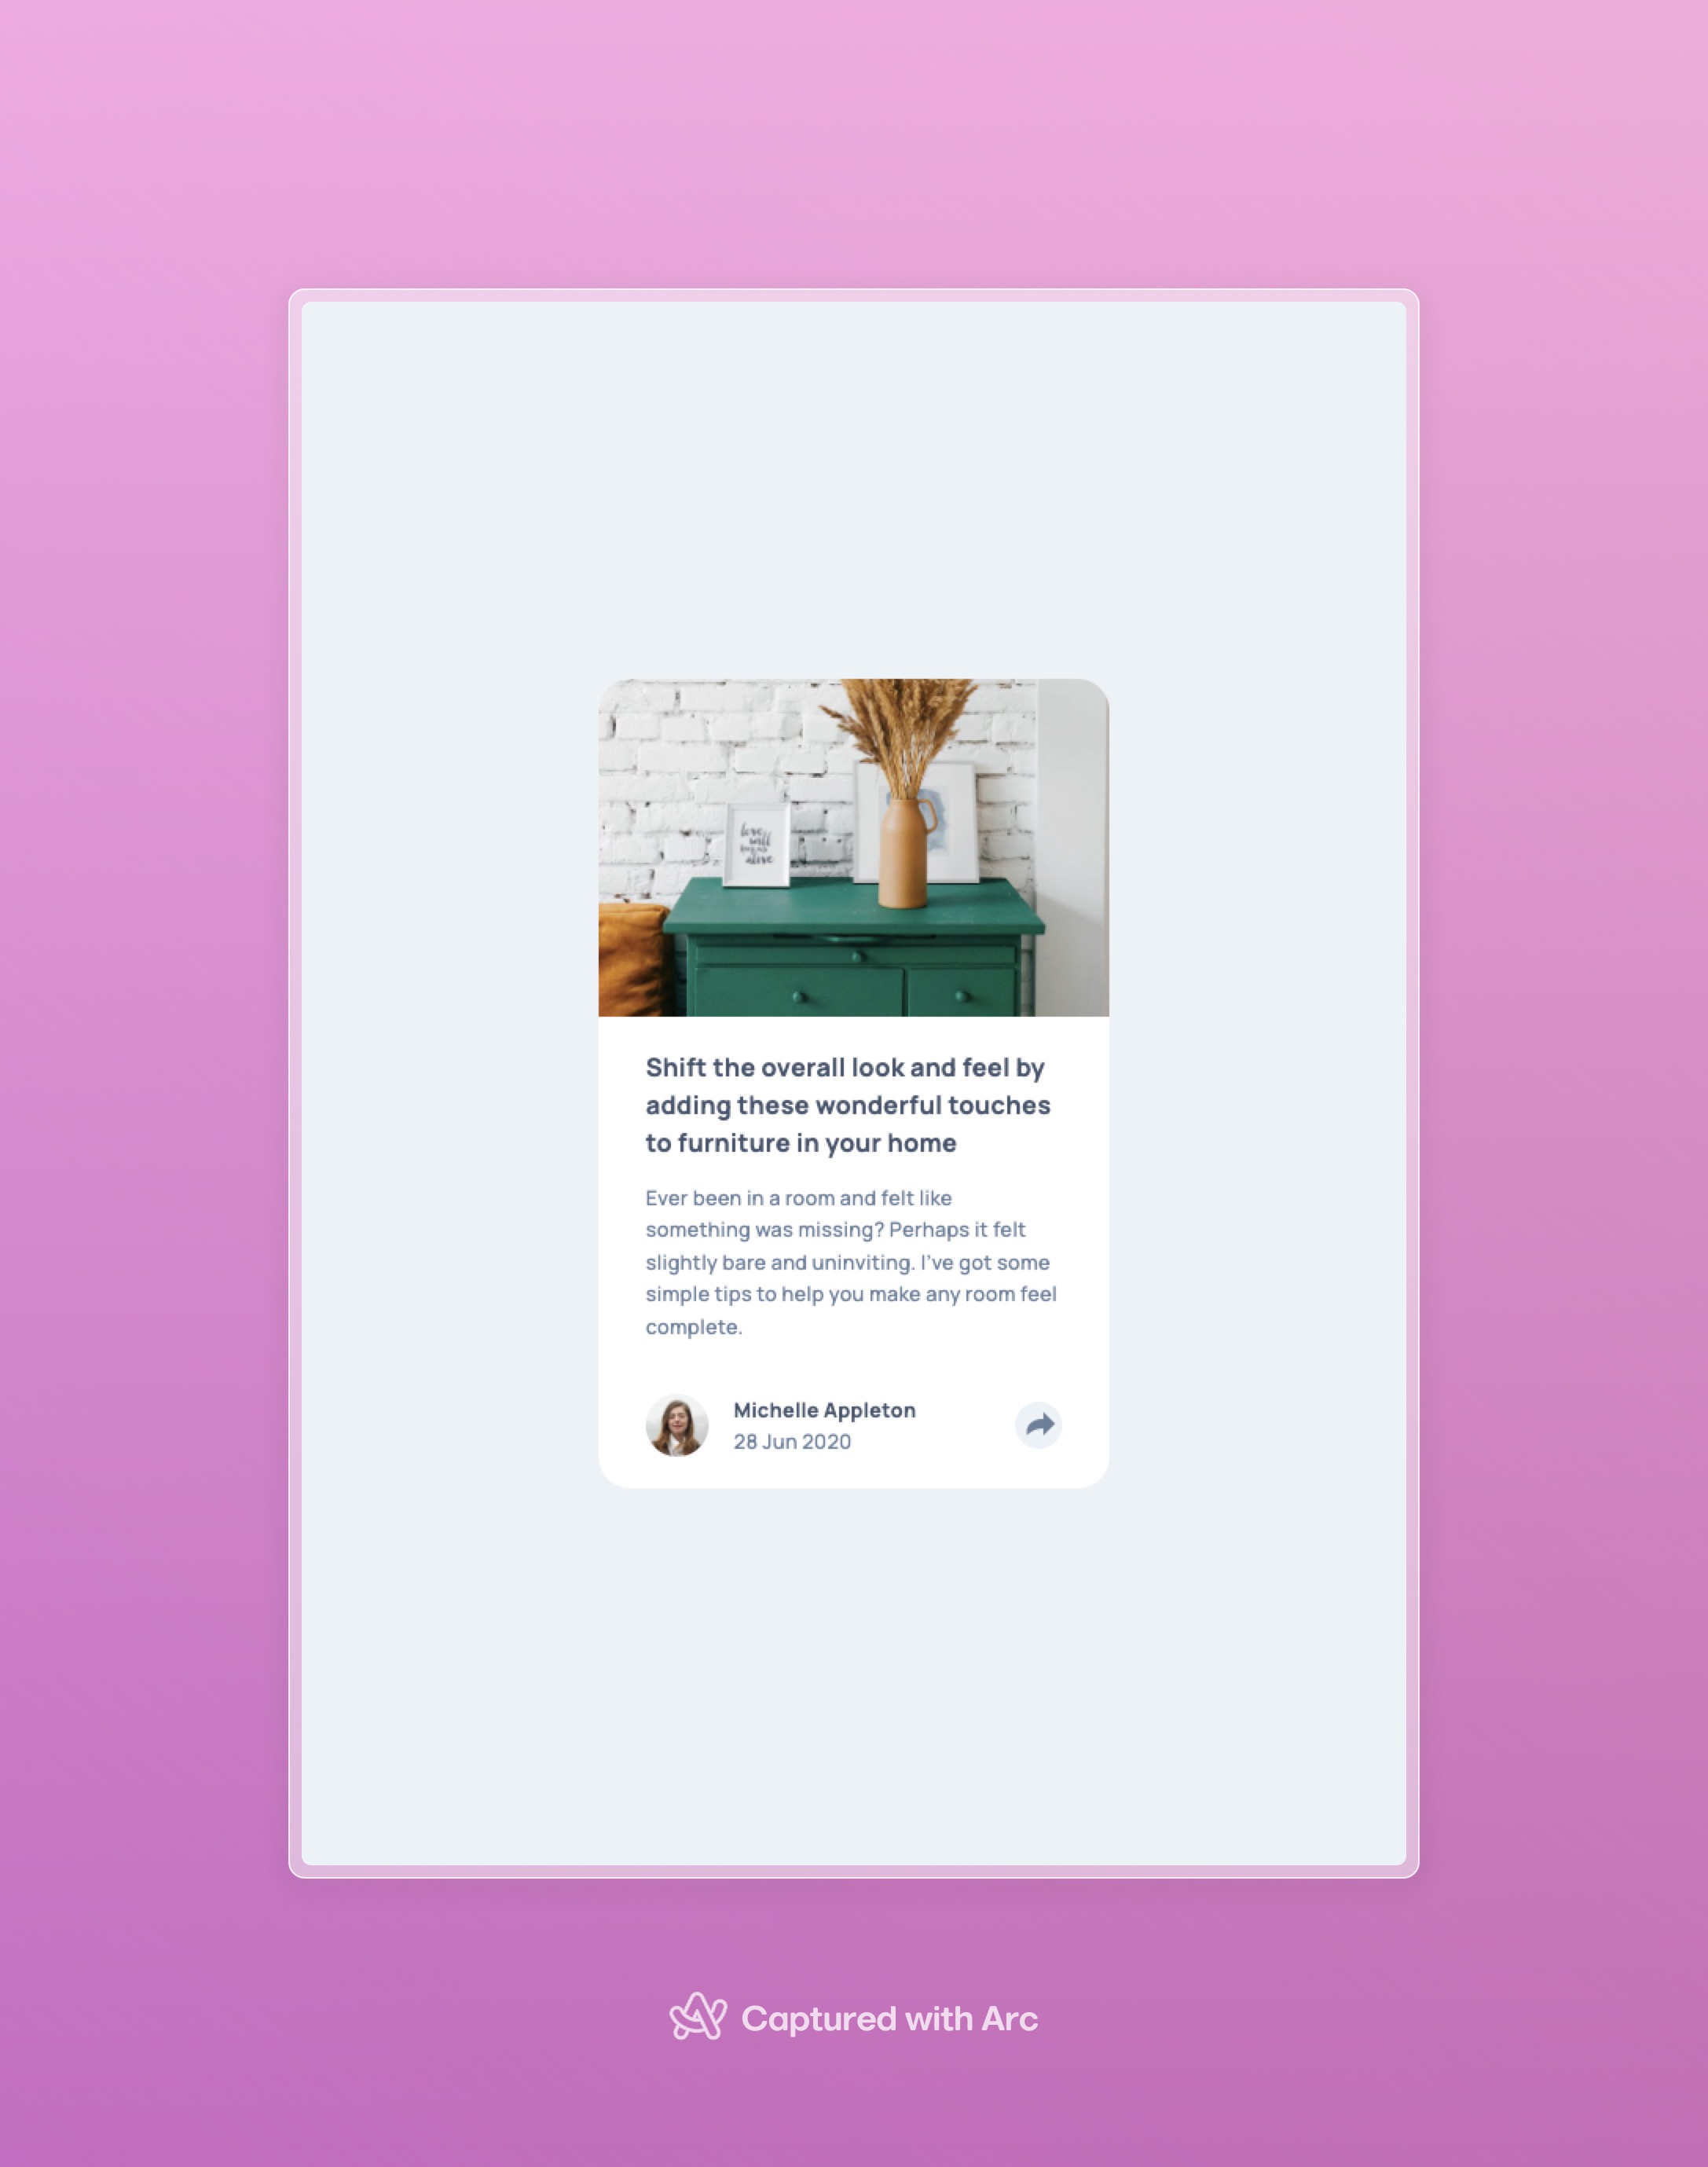 love
will
alive
Shift the overall look and feel by
adding these wonderful touches
to furniture in your home
Ever been in a room and felt like
something was missing? Perhaps it felt
slightly bare and uninviting. I’ve got some
simple tips to help you make any room feel
complete.
Michelle Appleton
28 Jun 2020
Captured with Arc